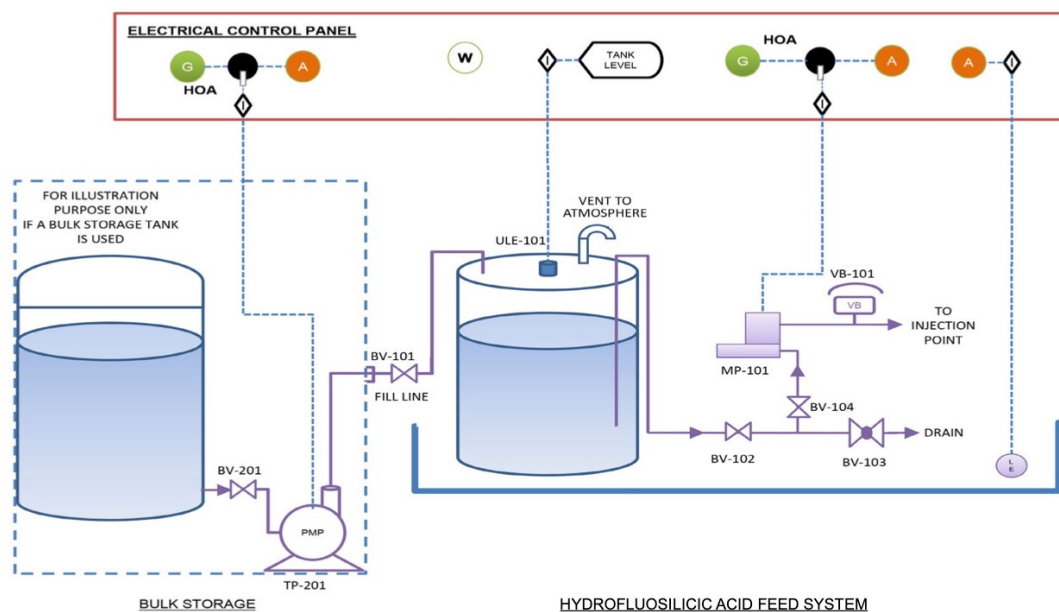 ELECTRICAL CONTROL PANEL
G
A
HOA
W
I
TANK
LEVEL
HOA
G
A
A
I
I
I
FOR ILLUSTRATION
PURPOSE ONLY
IF A BULK STORAGE TANK
IS USED
VENT TO
ATMOSPHERE
ULE-101
VB-101
VB
TO
INJECTION
POINT
MP-101
BV-101
FILL LINE
BV-104
DRAIN
BV-102
BV-103
L
E
BV-201
PMP
TP-201
BULK STORAGE
HYDROFLUOSILICIC ACID FEED SYSTEM